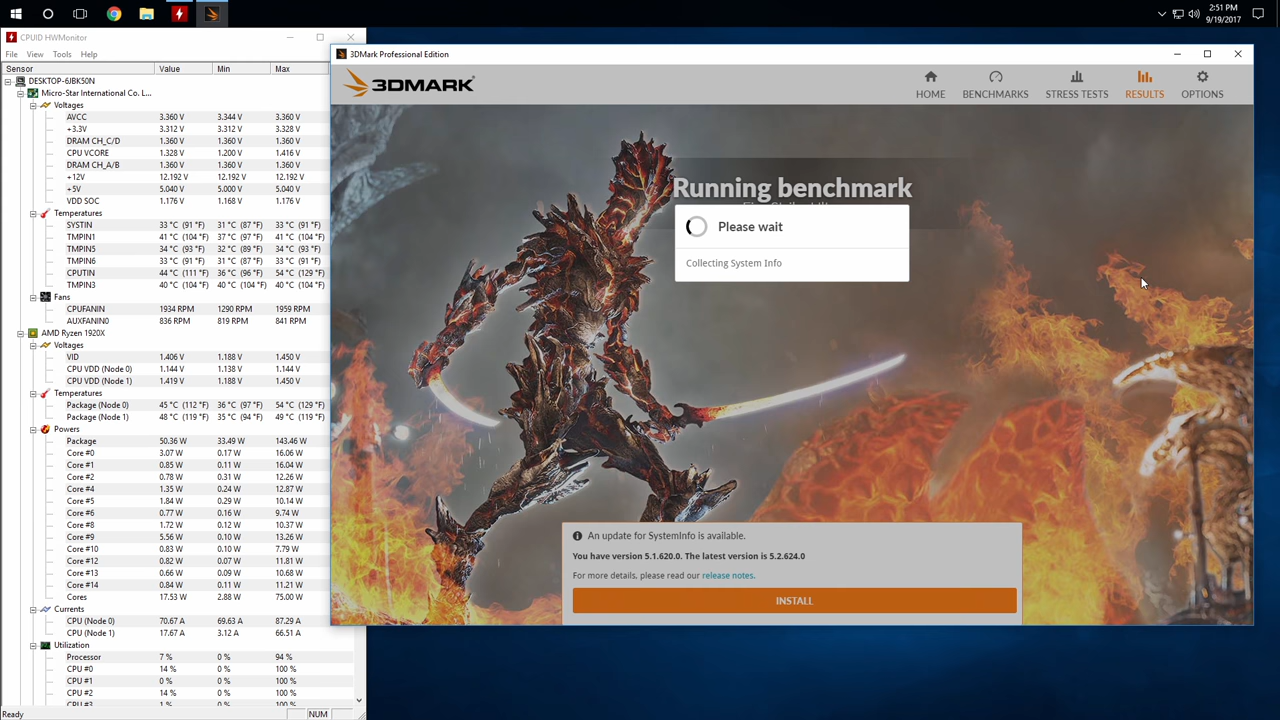 2:51 PM
9/19/2017
CPUID HWMonitor
File View Tools Help
Sensor Value Min Max
DESKTOP-6JBK50N
Micro-Star International Co. L...
Voltages
AVCC 3.360 V 3.344 V 3.360 V
+3.3V 3.312 V 3.312 V 3.328 V
DRAM CH_C/D 1.360 V 1.360 V 1.360 V
CPU VCORE 1.328 V 1.200 V 1.416 V
DRAM CH_A/B 1.360 V 1.360 V 1.360 V
+12V 12.192 V 12.192 V 12.192 V
+5V 5.040 V 5.000 V 5.040 V
VDD SOC 1.176 V 1.168 V 1.176 V
Temperatures
SYSTIN 33 °C (91 °F) 31 °C (87 °F) 33 °C (91 °F)
TMPIN1 41 °C (104 °F) 37 °C (97 °F) 41 °C (104 °F)
TMPIN5 34 °C (93 °F) 32 °C (89 °F) 34 °C (93 °F)
TMPIN6 33 °C (91 °F) 31 °C (87 °F) 33 °C (91 °F)
CPUTIN 44 °C (111 °F) 36 °C (96 °F) 54 °C (129 °F)
TMPIN3 40 °C (104 °F) 40 °C (104 °F) 40 °C (104 °F)
Fans
CPUFANIN 1934 RPM 1290 RPM 1959 RPM
AUXFANIN0 836 RPM 819 RPM 841 RPM
AMD Ryzen 1920X
Voltages
VID 1.406 V 1.188 V 1.450 V
CPU VDD (Node 0) 1.144 V 1.138 V 1.144 V
CPU VDD (Node 1) 1.419 V 1.188 V 1.450 V
Temperatures
Package (Node 0) 45 °C (112 °F) 36 °C (97 °F) 54 °C (129 °F)
Package (Node 1) 48 °C (119 °F) 35 °C (94 °F) 49 °C (119 °F)
Powers
Package 50.36 W 33.49 W 143.46 W
Core #0 3.07 W 0.17 W 16.06 W
Core #1 0.85 W 0.11 W 16.04 W
Core #2 0.78 W 0.31 W 12.26 W
Core #4 1.35 W 0.24 W 12.87 W
Core #5 1.84 W 0.29 W 10.14 W
Core #6 0.77 W 0.16 W 9.74 W
Core #8 1.72 W 0.12 W 10.37 W
Core #9 5.56 W 0.10 W 13.26 W
Core #10 0.83 W 0.10 W 7.79 W
Core #12 0.82 W 0.07 W 11.81 W
Core #13 0.66 W 0.09 W 10.68 W
Core #14 0.84 W 0.11 W 11.21 W
Cores 17.53 W 2.88 W 75.00 W
Currents
CPU (Node 0) 70.67 A 69.63 A 87.29 A
CPU (Node 1) 17.67 A 3.12 A 66.51 A
Utilization
Processor 7 % 0 % 94 %
CPU #0 14 % 0 % 100 %
CPU #1 0 % 0 % 100 %
CPU #2 14 % 0 % 100 %
CPU #3 1 % 0 % 100 %
Ready NUM
3DMark Professional Edition
3DMARK
HOME BENCHMARKS STRESS TESTS RESULTS OPTIONS
Running benchmark
Please wait
Collecting System Info
An update for SystemInfo is available.
You have version 5.1.620.0. The latest version is 5.2.624.0
For more details, please read our release notes.
INSTALL